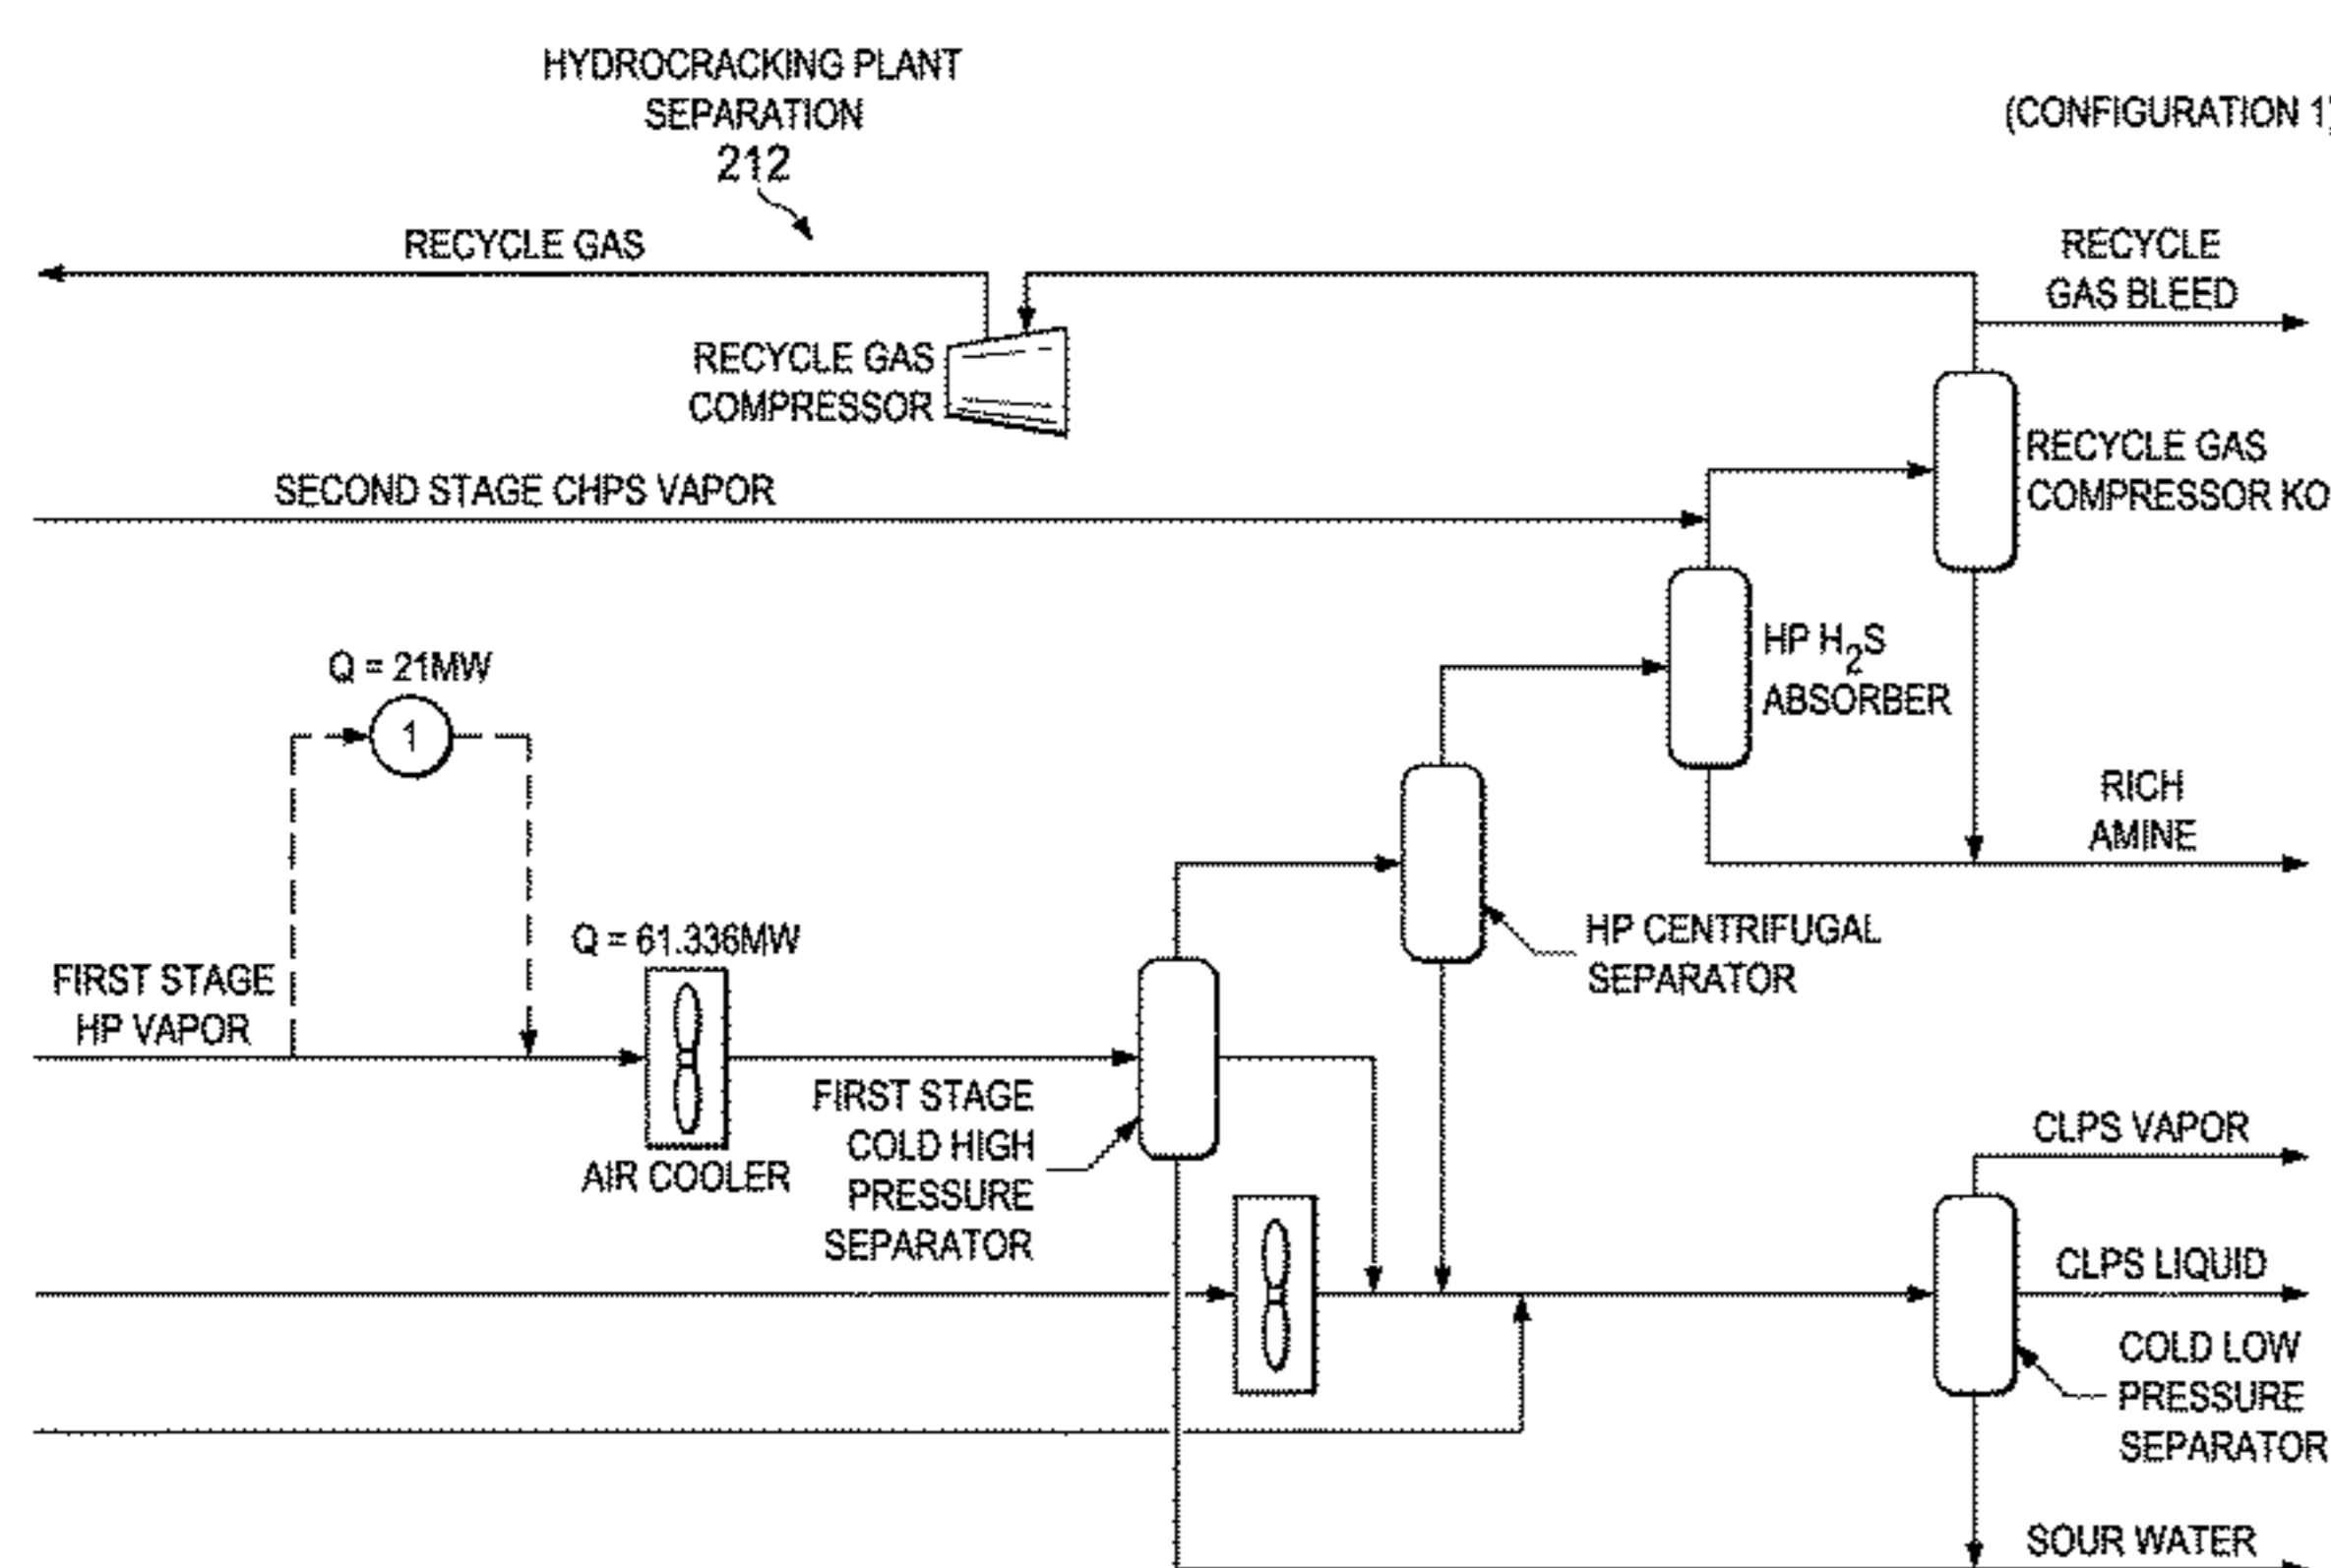 HYDROCRACKING PLANT
SEPARATION
212
(CONFIGURATION 1)
RECYCLE GAS
RECYCLE
GAS BLEED
RECYCLE GAS
COMPRESSOR
SECOND STAGE CHPS VAPOR
RECYCLE GAS
COMPRESSOR KO
HP H2S
ABSORBER
Q = 21MW
1
RICH
AMINE
Q = 61.336MW
HP CENTRIFUGAL
SEPARATOR
FIRST STAGE
HP VAPOR
AIR COOLER
FIRST STAGE
COLD HIGH
PRESSURE
SEPARATOR
CLPS VAPOR
CLPS LIQUID
COLD LOW
PRESSURE
SEPARATOR
SOUR WATER